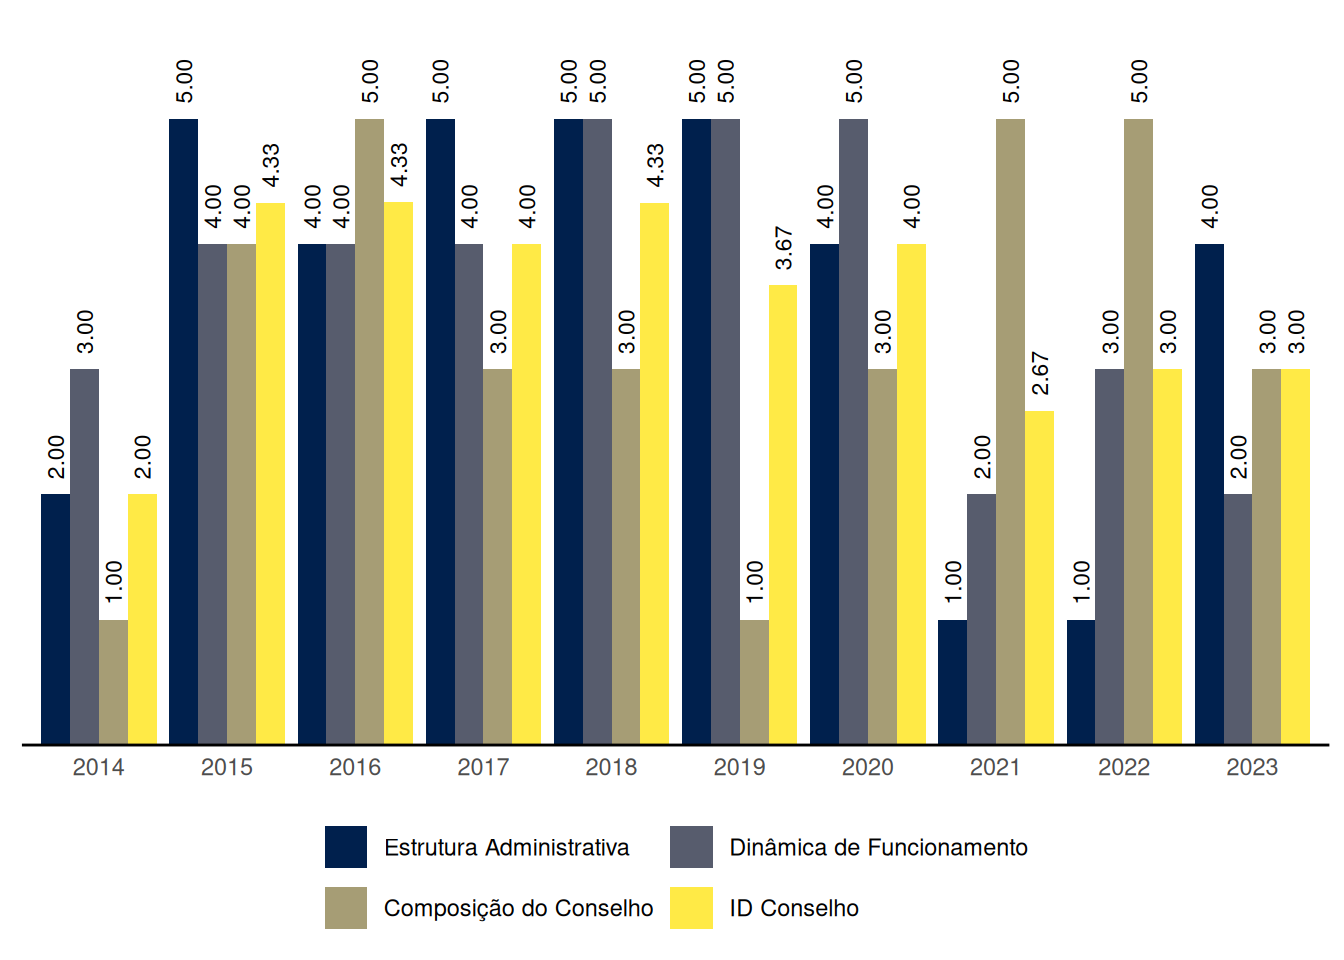 2.00 3.00 1.00 2.00
5.00 4.00 4.00 4.33
4.00 4.00 5.00 4.33
5.00 4.00 3.00 4.00
5.00 5.00 3.00 4.33
5.00 5.00 1.00 3.67
4.00 5.00 3.00 4.00
1.00 2.00 5.00 2.67
1.00 3.00 5.00 3.00
4.00 2.00 3.00 3.00
2014 2015 2016 2017 2018 2019 2020 2021 2022 2023
Estrutura Administrativa Dinâmica de Funcionamento
Composição do Conselho ID Conselho